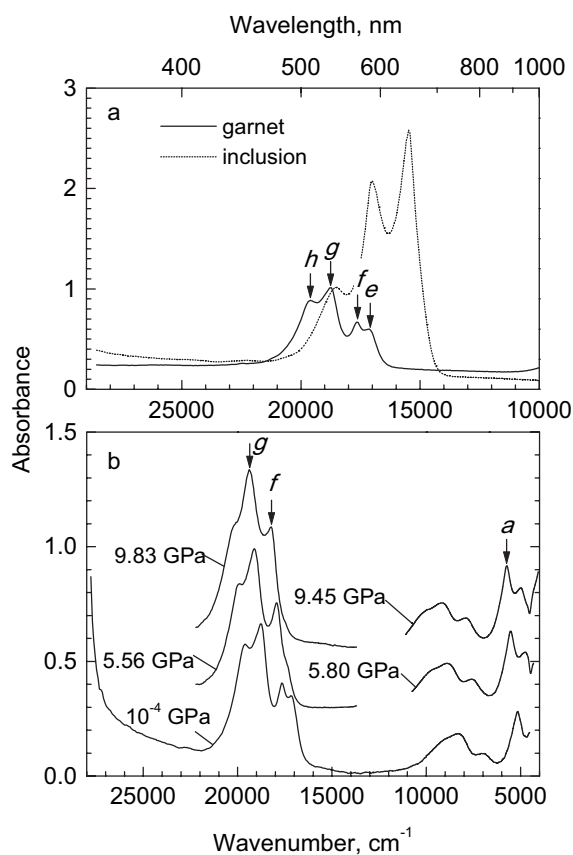 Wavelength, nm
400 500 600 800 1000
3
a
garnet
inclusion
2
h g f e
1
0
25000 20000 15000 10000
Absorbance
1.5
b
g
f
a
9.83 GPa
9.45 GPa
1.0
5.56 GPa
5.80 GPa
0.5
10-4 GPa
0.0
25000 20000 15000 10000 5000
Wavenumber, cm-1